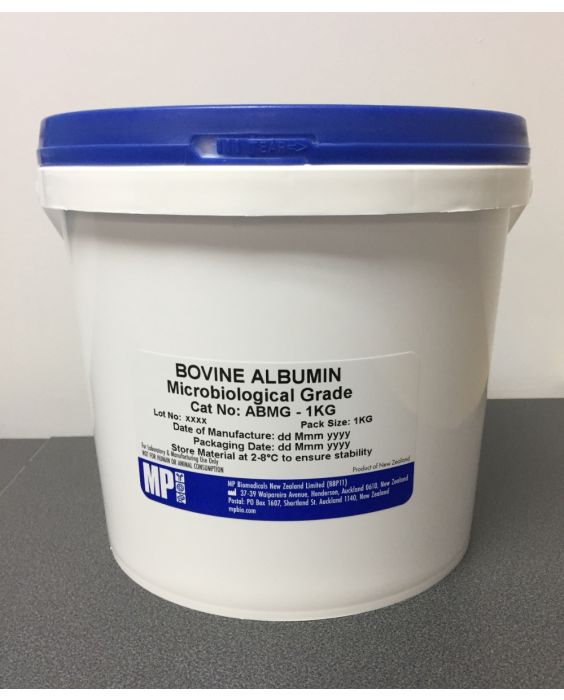 TEAR
BOVINE ALBUMIN
Microbiological Grade
Cat No: ABMG - 1KG
Lot No: xxxx Pack Size: 1KG
Date of Manufacture: dd Mmm yyyy
Packaging Date: dd Mmm yyyy
Store Material at 2-8°C to ensure stability
For Laboratory & Manufacturing Use Only
NOT FOR HUMAN OR ANIMAL CONSUMPTION
Product of New Zealand
MP
MP Biomedicals New Zealand Limited (BBP11)
37-39 Waipareira Avenue, Henderson, Auckland 0610, New Zealand
Postal: PO Box 1607, Shortland St. Auckland 1140, New Zealand
mpbio.com